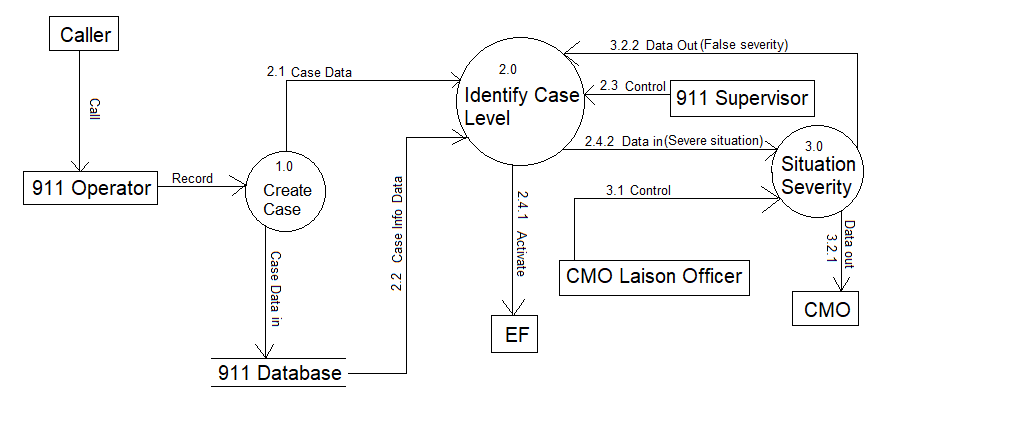 Caller
Call
911 Operator
Record
1.0
Create
Case
2.1 Case Data
Case Data in
911 Database
2.2 Case Info Data
2.0
Identify Case
Level
2.4.1 Activate
EF
3.2.2 Data Out (False severity)
2.3 Control
911 Supervisor
2.4.2 Data in (Severe situation)
3.0
Situation
Severity
3.1 Control
CMO Laison Officer
Data out
3.2.1
CMO